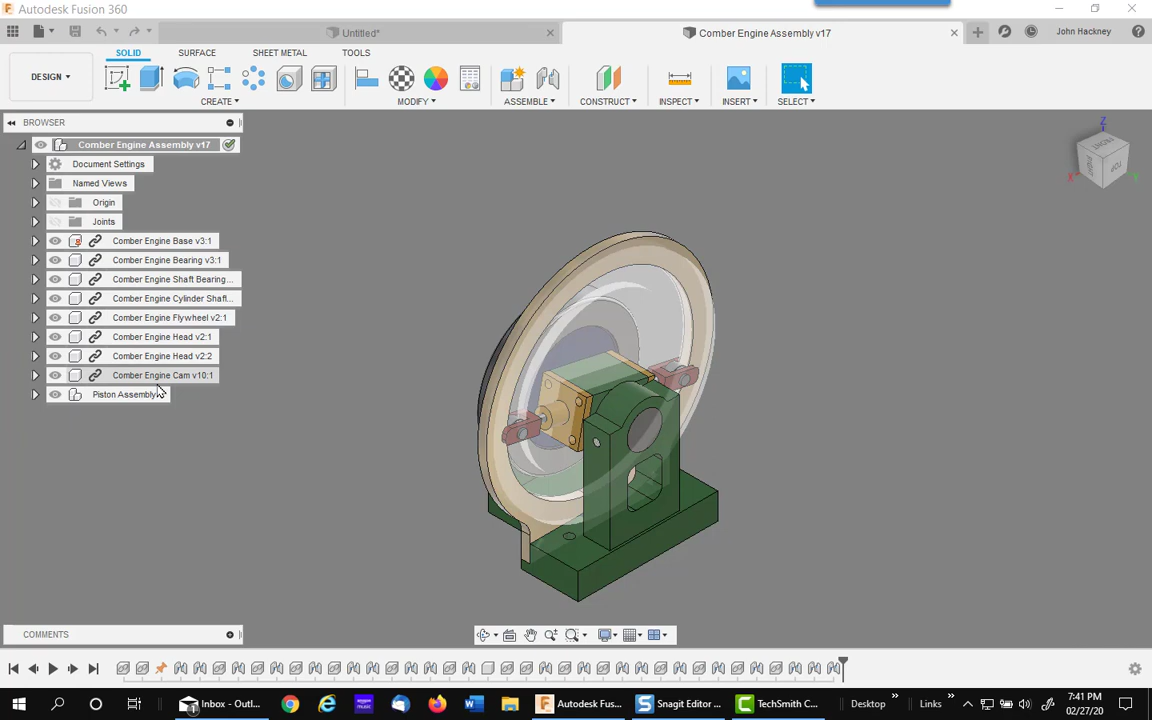 Autodesk Fusion 360
Untitled*
Comber Engine Assembly v17
John Hackney
SOLID
SURFACE
SHEET METAL
TOOLS
DESIGN
CREATE
MODIFY
ASSEMBLE
CONSTRUCT
INSPECT
INSERT
SELECT
BROWSER
Comber Engine Assembly v17
Document Settings
Named Views
Origin
Joints
Comber Engine Base v3:1
Comber Engine Bearing v3:1
Comber Engine Shaft Bearing...
Comber Engine Cylinder Shaf...
Comber Engine Flywheel v2:1
Comber Engine Head v2:1
Comber Engine Head v2:2
Comber Engine Cam v10:1
Piston Assembly
Z
X
Y
FRONT
RIGHT
TOP
COMMENTS
Inbox - Outl...
Autodesk Fus...
Snagit Editor ...
TechSmith C...
Desktop
Links
7:41 PM
02/27/20